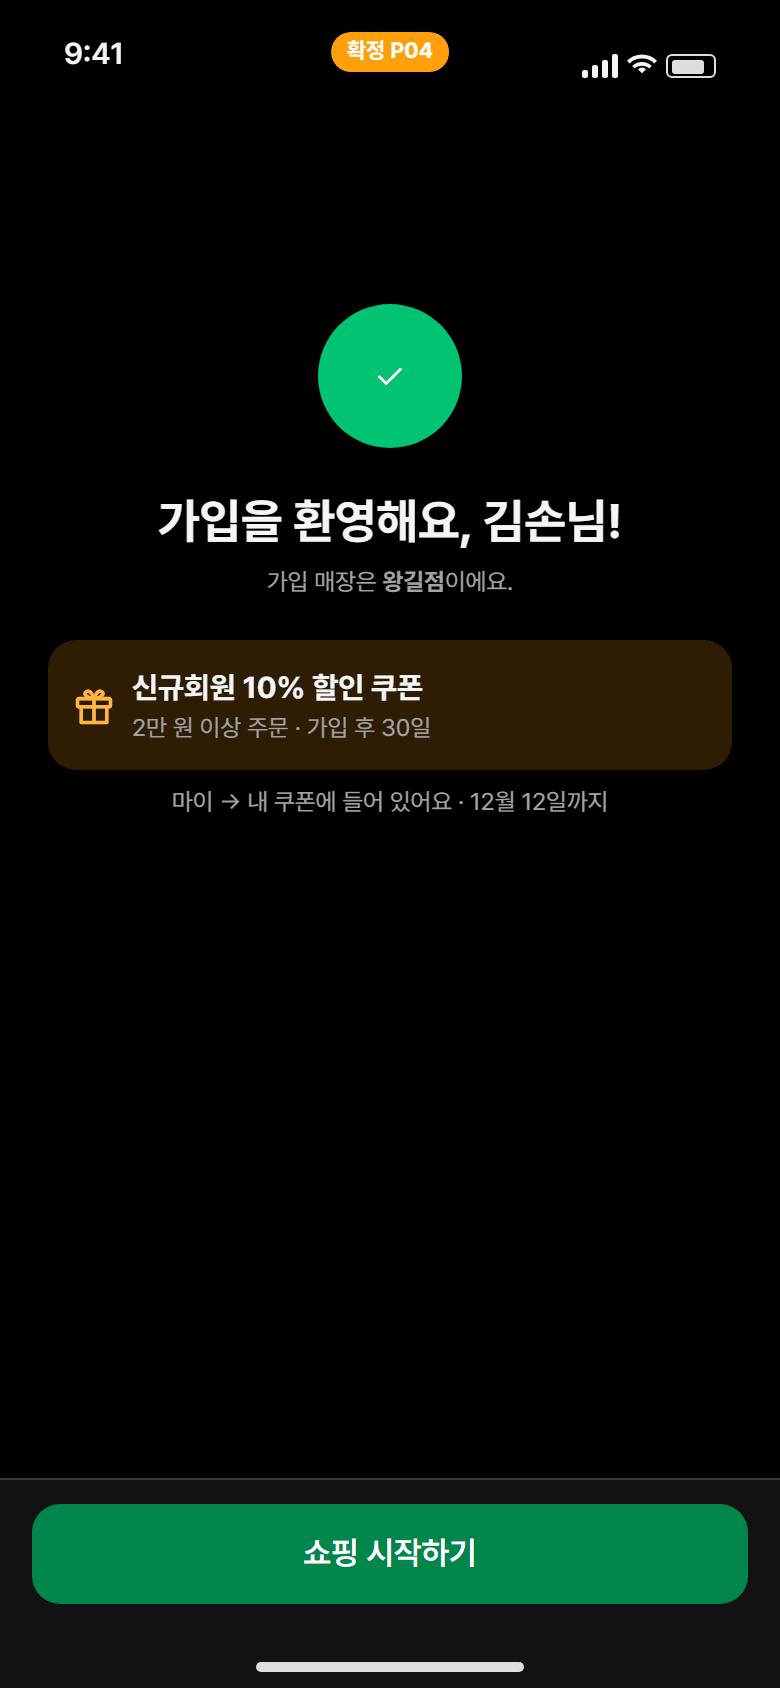 9:41
확정 P04
가입을 환영해요, 김손님!
가입 매장은 왕길점이에요.
신규회원 10% 할인 쿠폰
2만 원 이상 주문 · 가입 후 30일
마이 → 내 쿠폰에 들어 있어요 · 12월 12일까지
쇼핑 시작하기